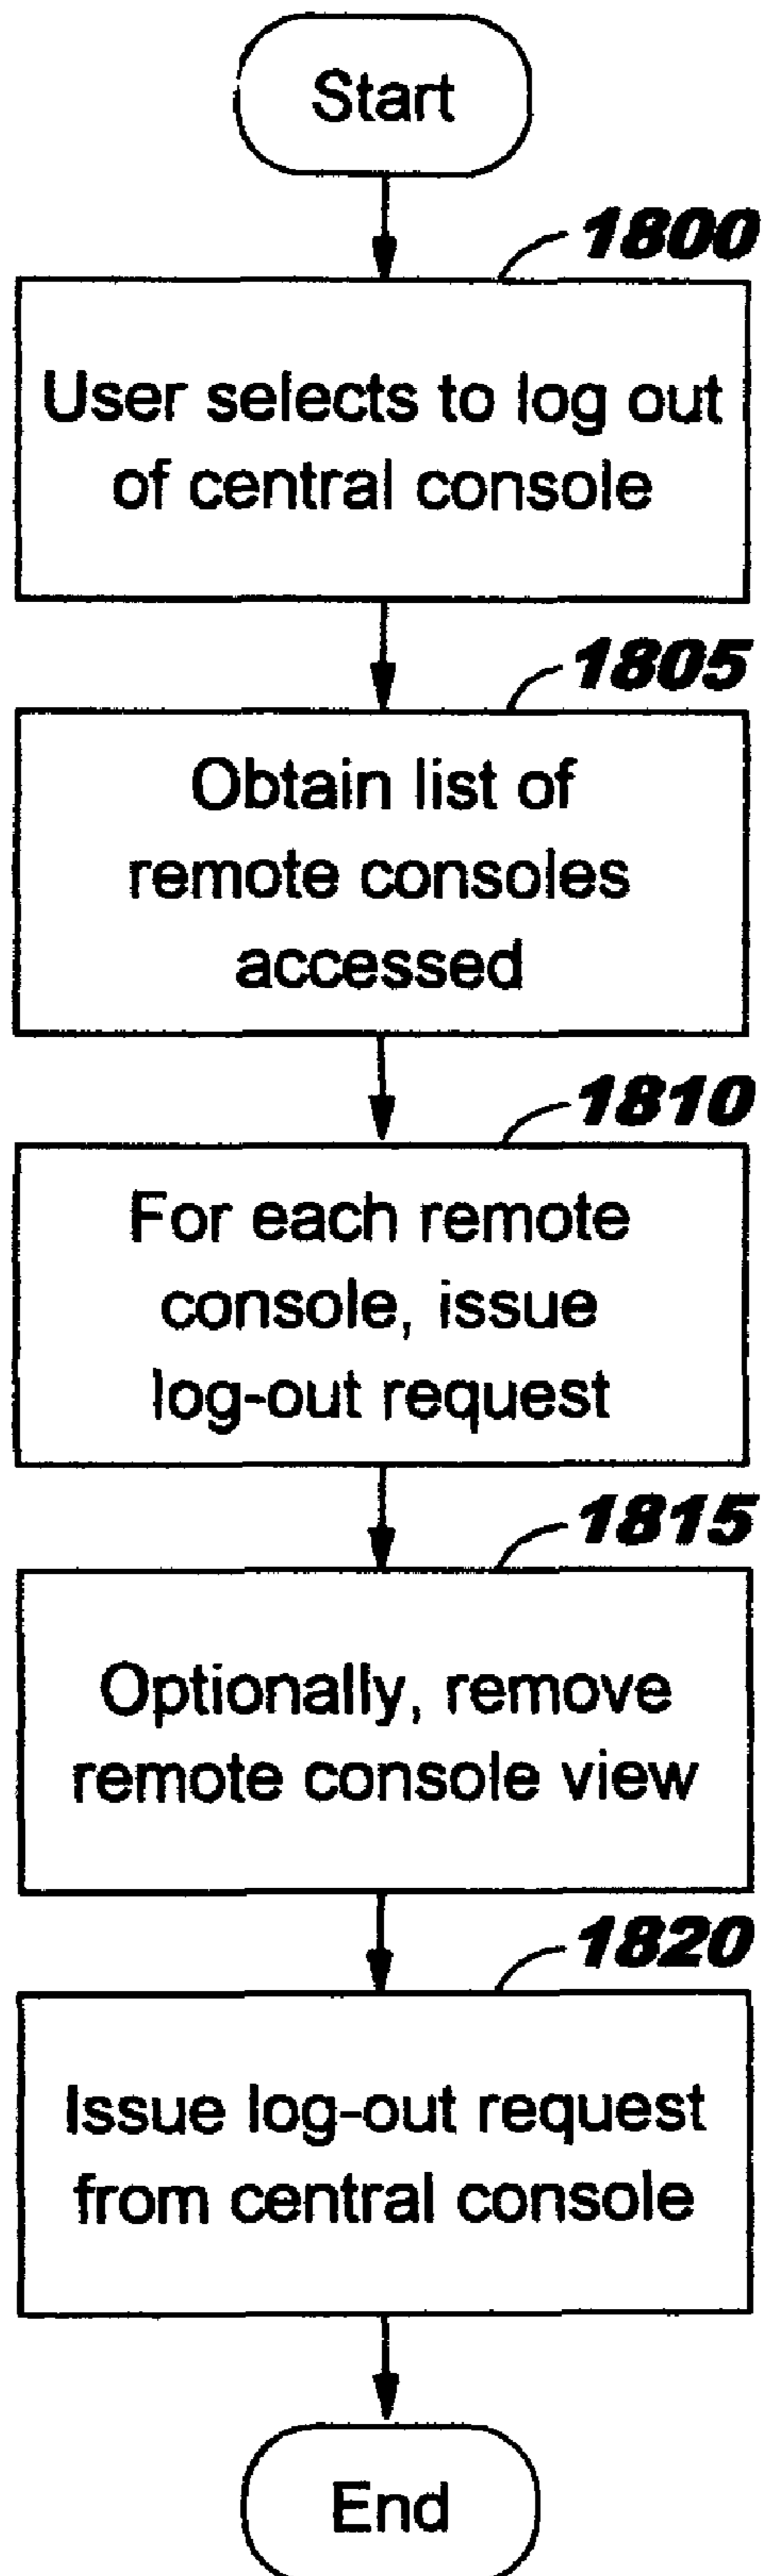 Start
1800
User selects to log out
of central console
1805
Obtain list of
remote consoles
accessed
1810
For each remote
console, issue
log-out request
1815
Optionally, remove
remote console view
1820
Issue log-out request
from central console
End